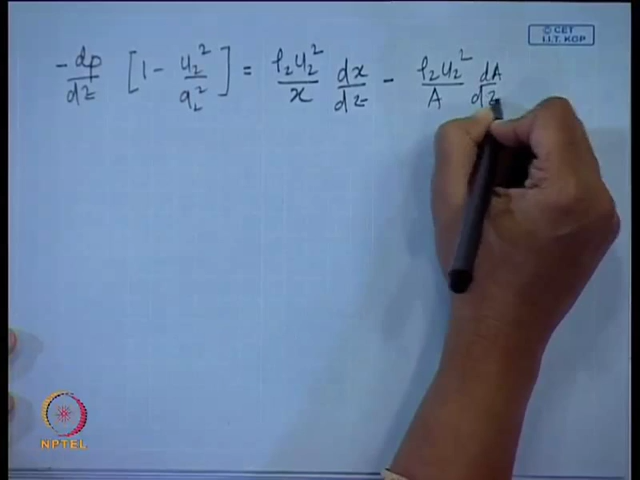 © CET
I.I.T. KGP
-dp/dz [1 - u₂²/a₂²] = ρ₂u₂²/x dx/dz - ρ₂u₂²/A dA/dz
NPTEL